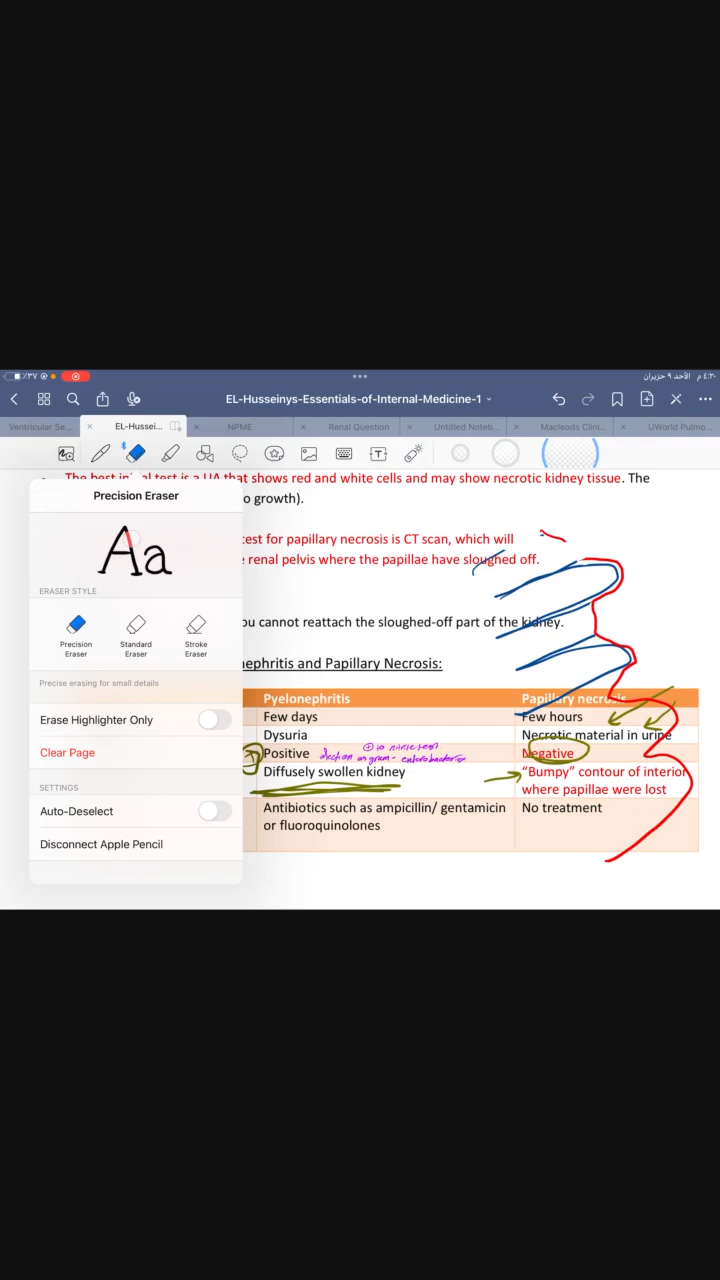 ٪٣٧
٤:٢٠ م الأحد ٩ حزيران
EL-Husseinys-Essentials-of-Internal-Medicine-1
Ventricular Se...
EL-Hussei...
NPME
Renal Question
Untitled Noteb...
Macleods Clini...
UWorld Pulmo...
The best in al test is a UA that shows red and white cells and may show necrotic kidney tissue. The
o growth).
test for papillary necrosis is CT scan, which will
renal pelvis where the papillae have sloughed off.
ou cannot reattach the sloughed-off part of the kidney.
nephritis and Papillary Necrosis:
Pyelonephritis Papillary necrosis
Few days Few hours
Dysuria Necrotic material in urine
Positive Negative
Diffusely swollen kidney "Bumpy" contour of interior
where papillae were lost
Antibiotics such as ampicillin/ gentamicin No treatment
or fluoroquinolones
Precision Eraser
Aa
ERASER STYLE
Precision Eraser
Standard Eraser
Stroke Eraser
Precise erasing for small details
Erase Highlighter Only
Clear Page
SETTINGS
Auto-Deselect
Disconnect Apple Pencil